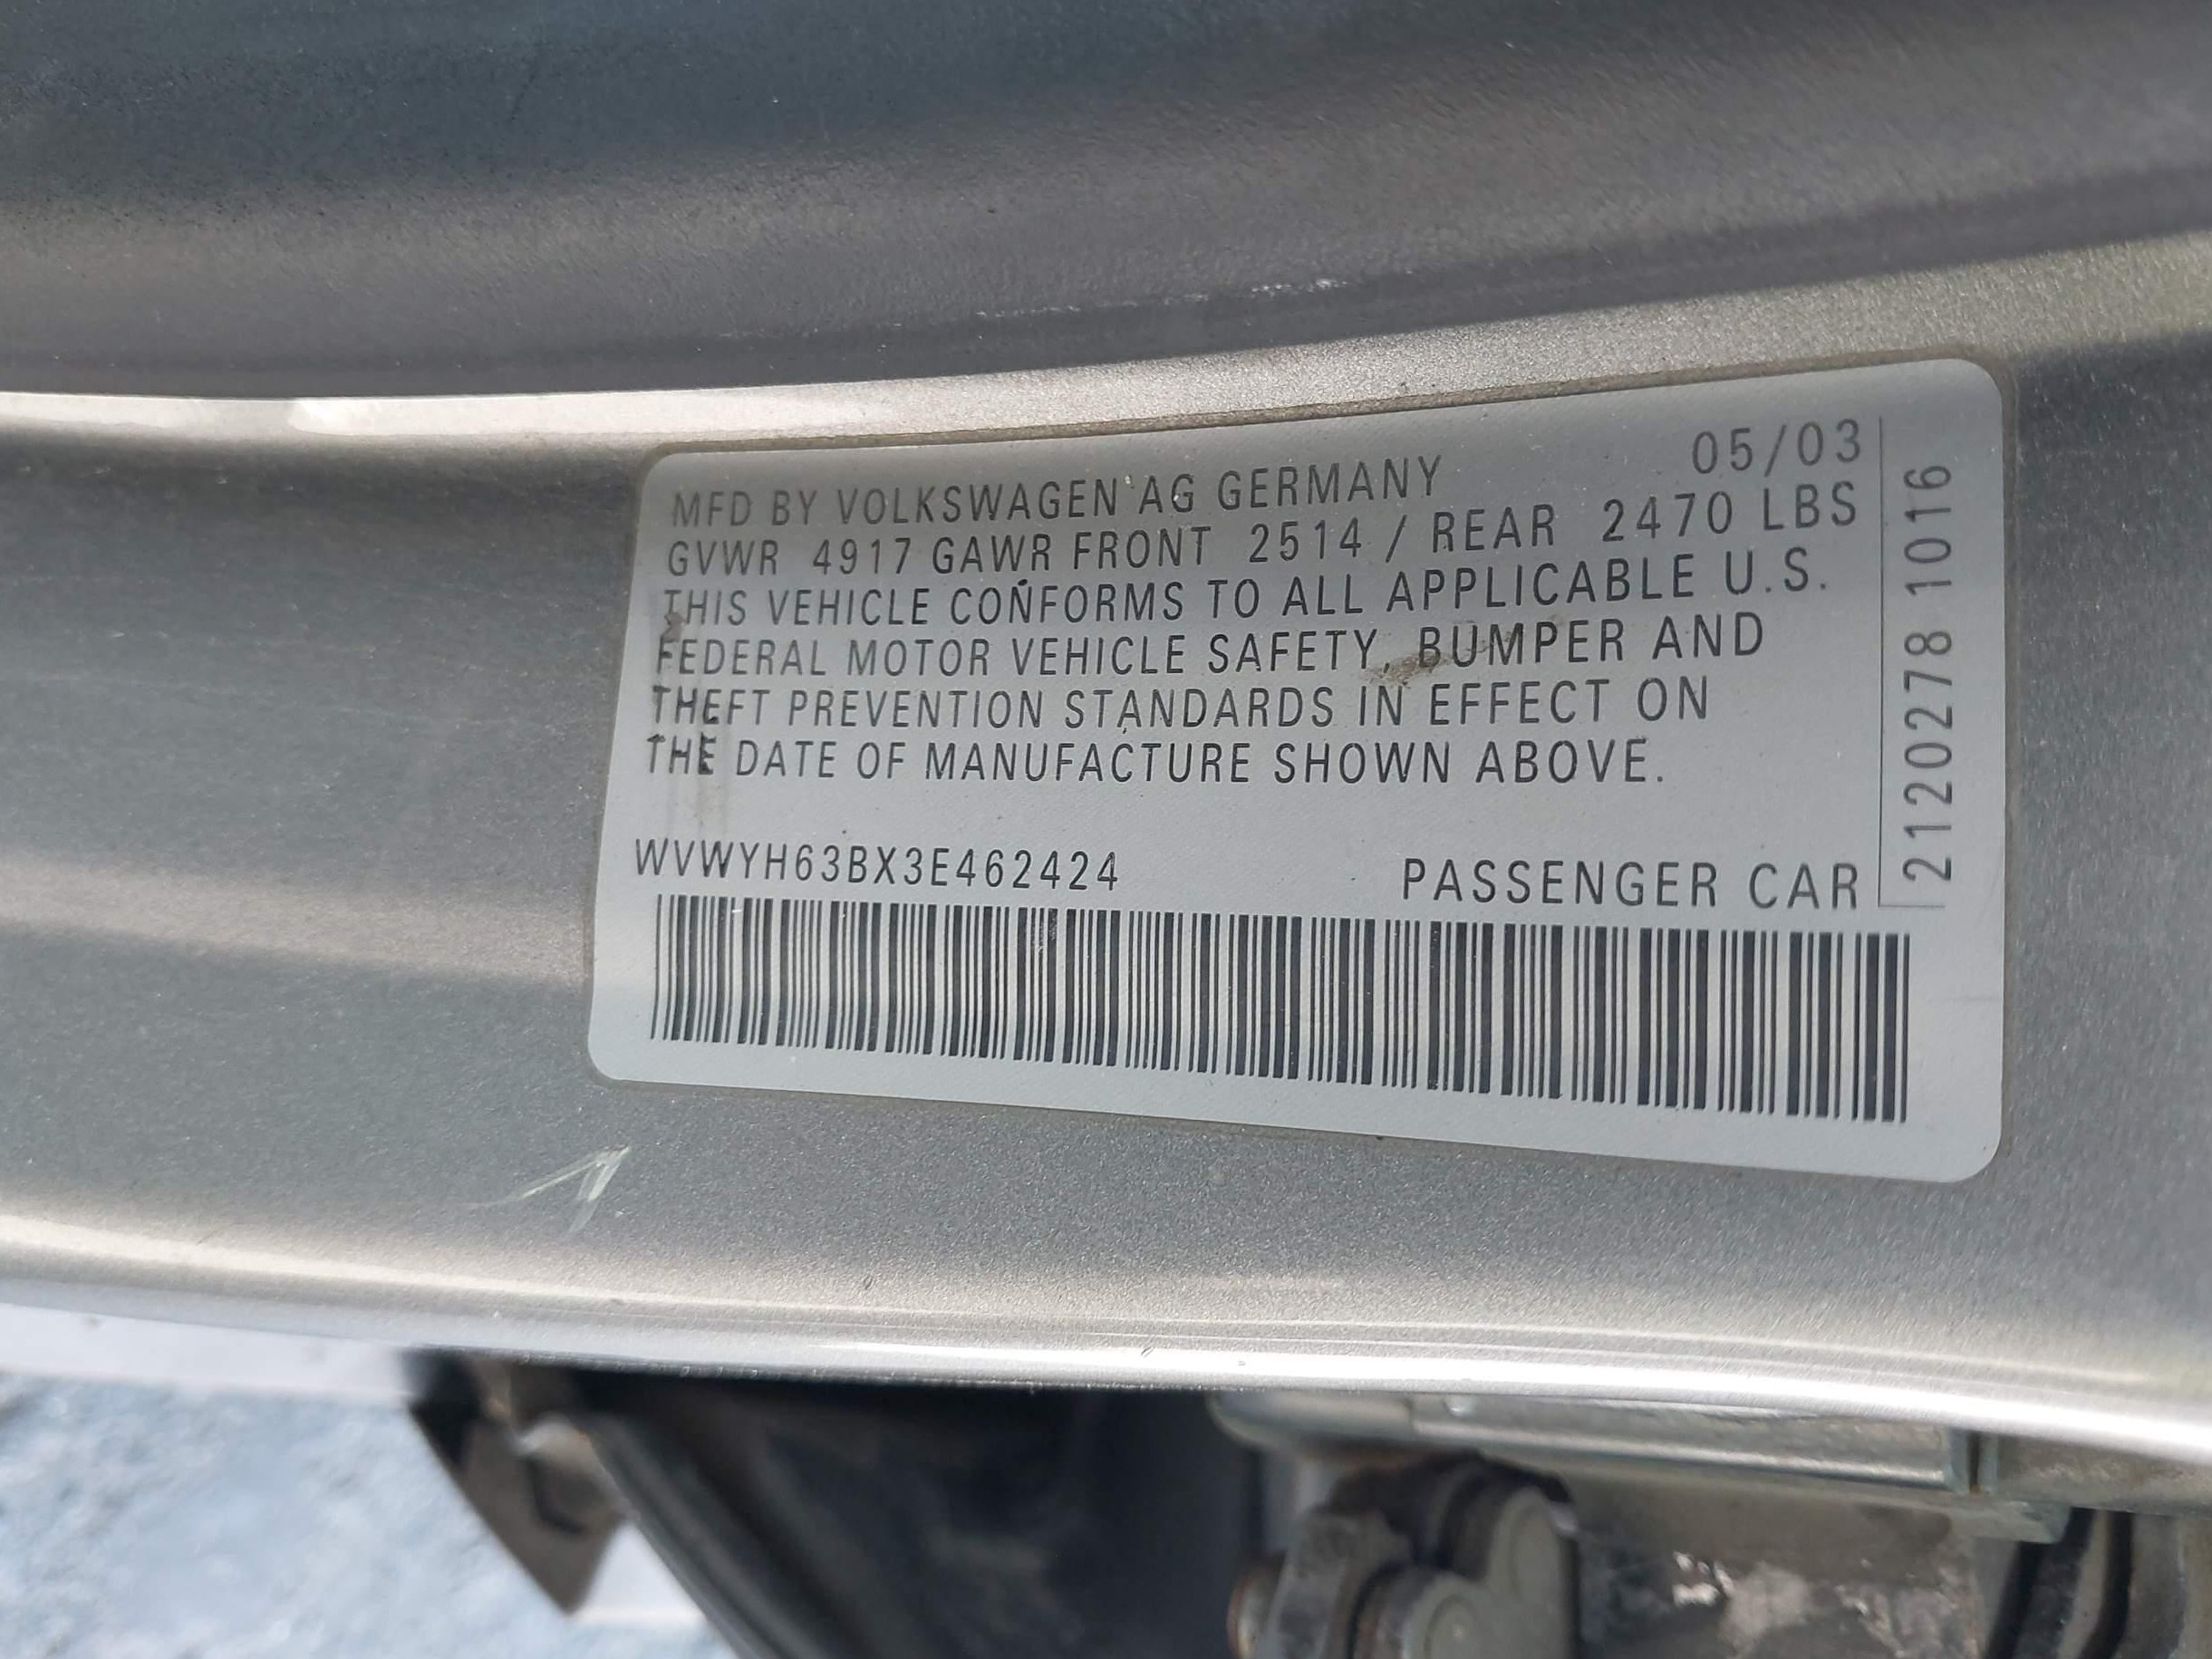 MFD BY VOLKSWAGEN AG GERMANY 05/03
GVWR 4917 GAWR FRONT 2514 / REAR 2470 LBS
THIS VEHICLE CONFORMS TO ALL APPLICABLE U.S.
FEDERAL MOTOR VEHICLE SAFETY, BUMPER AND
THEFT PREVENTION STANDARDS IN EFFECT ON
THE DATE OF MANUFACTURE SHOWN ABOVE.
WVWYH63BX3E462424 PASSENGER CAR
2120278 1016